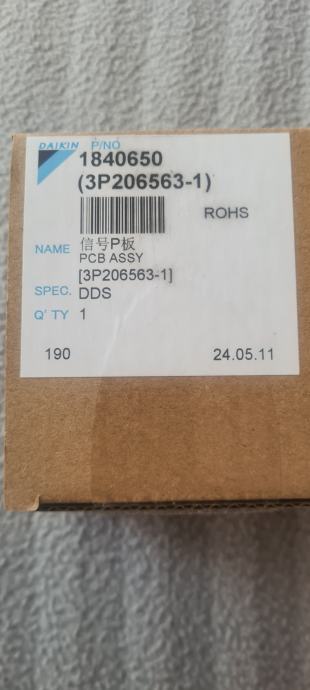 DAIKIN P/NO
1840650
(3P206563-1)
ROHS
NAME 信号P板
PCB ASSY
[3P206563-1]
SPEC. DDS
Q'TY 1
190 24.05.11